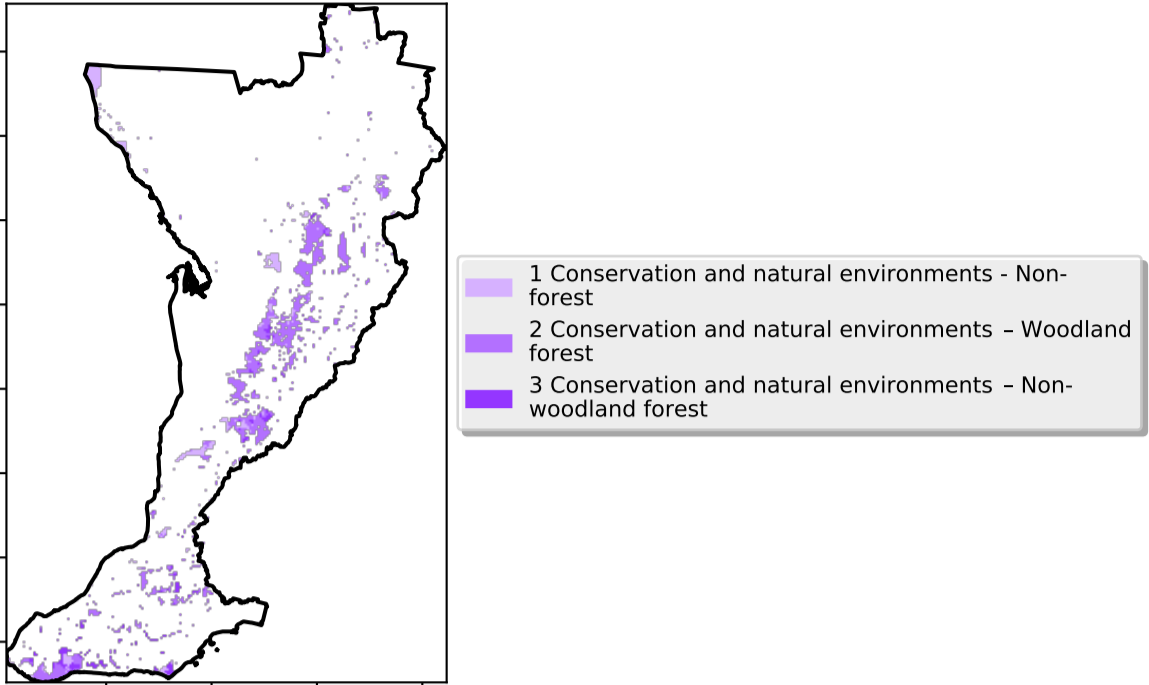 1 Conservation and natural environments - Non-
forest
2 Conservation and natural environments – Woodland
forest
3 Conservation and natural environments – Non-
woodland forest